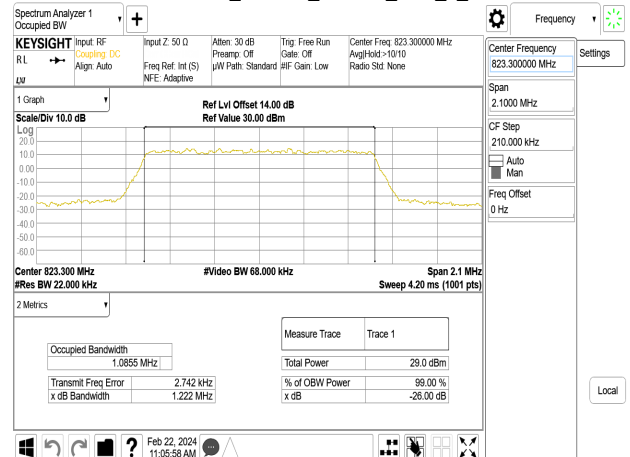 Spectrum Analyzer 1
Occupied BW
Frequency
KEYSIGHT
Input: RF
Input Z: 50 Ω
Atten: 30 dB
Trig: Free Run
Center Freq: 823.300000 MHz
Coupling: DC
Preamp: Off
Gate: Off
Avg|Hold:>10/10
R L
Align: Auto
Freq Ref: Int (S)
µW Path: Standard
#IF Gain: Low
Radio Std: None
NFE: Adaptive
Center Frequency
823.300000 MHz
Settings
Span
2.1000 MHz
CF Step
210.000 kHz
Auto
Man
Freq Offset
0 Hz
Local
1 Graph
Ref Lvl Offset 14.00 dB
Scale/Div 10.0 dB
Ref Value 30.00 dBm
Log
20.0
10.0
0.00
-10.0
-20.0
-30.0
-40.0
-50.0
-60.0
Center 823.300 MHz
#Video BW 68.000 kHz
Span 2.1 MHz
#Res BW 22.000 kHz
Sweep 4.20 ms (1001 pts)
2 Metrics
Measure Trace
Trace 1
Occupied Bandwidth
1.0855 MHz
Total Power
29.0 dBm
Transmit Freq Error
2.742 kHz
% of OBW Power
99.00 %
x dB Bandwidth
1.222 MHz
x dB
-26.00 dB
?
Feb 22, 2024
11:05:58 AM